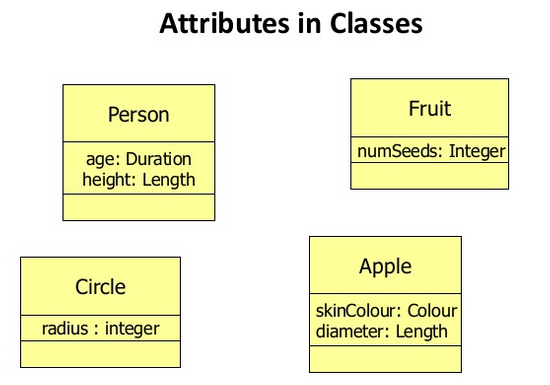 Attributes in Classes
Person
age: Duration
height: Length
Fruit
numSeeds: Integer
Circle
radius : integer
Apple
skinColour: Colour
diameter: Length